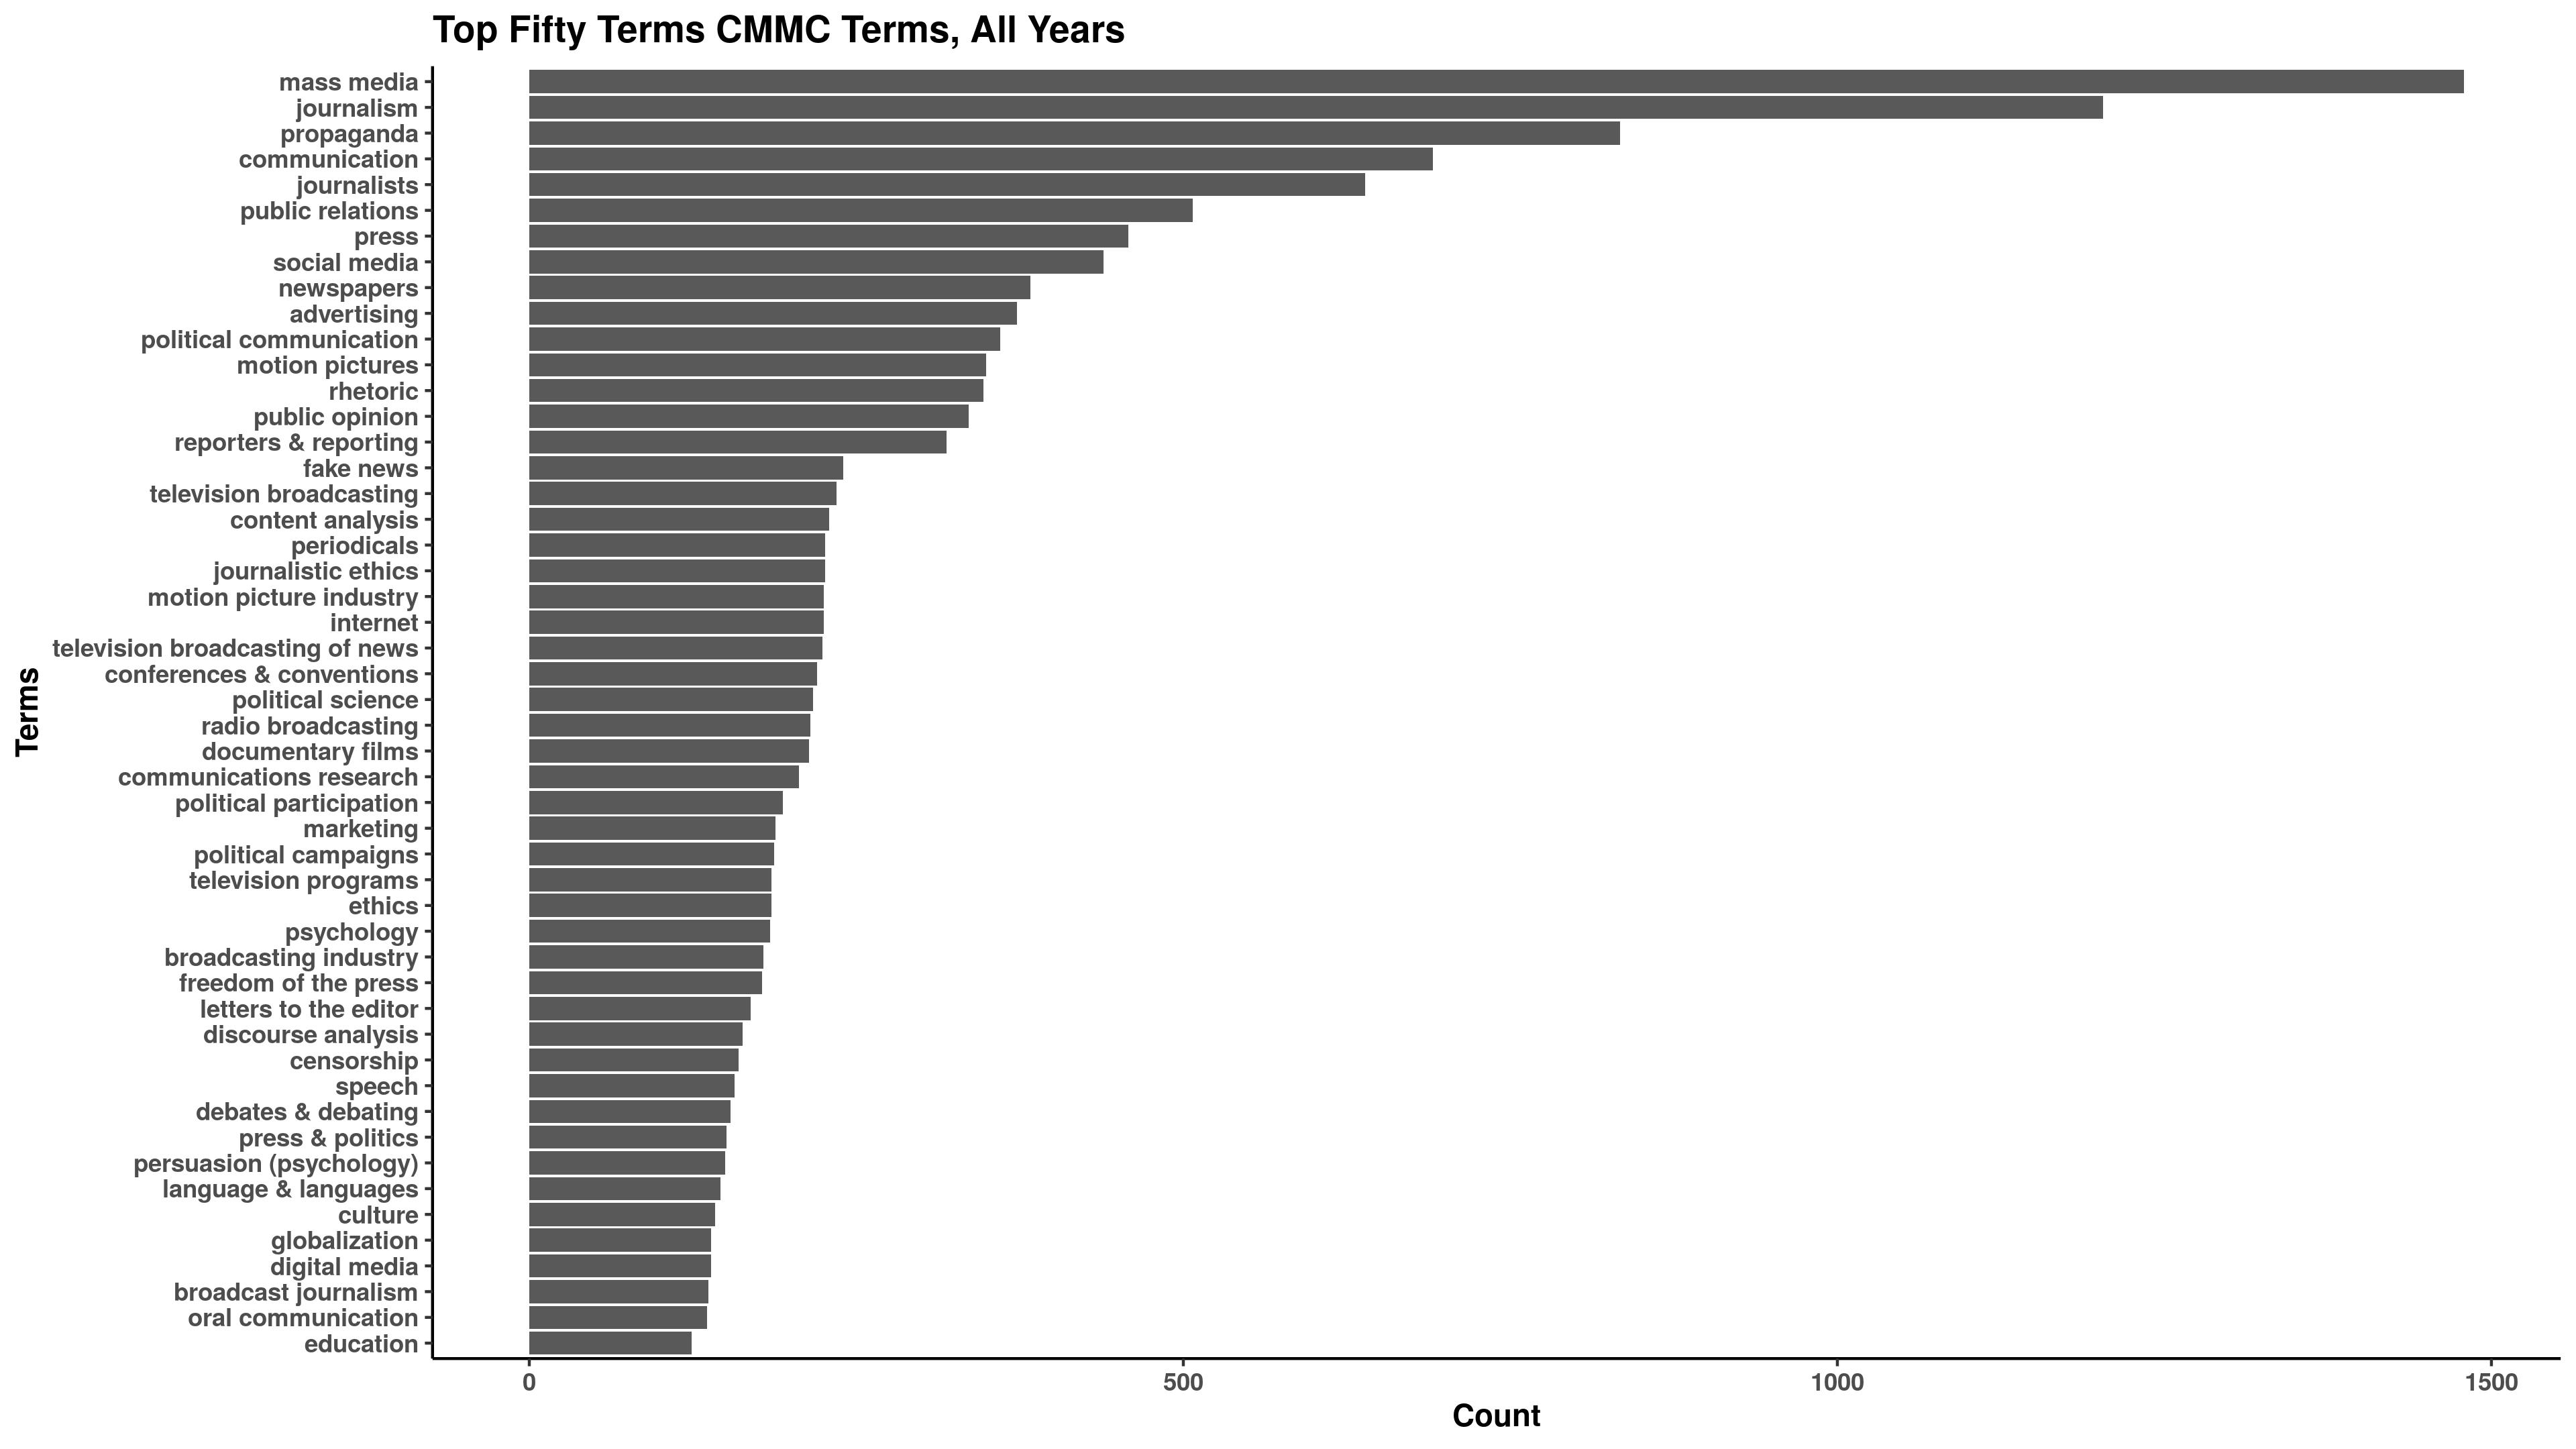 Top Fifty Terms CMMC Terms, All Years
mass media
journalism
propaganda
communication
journalists
public relations
press
social media
newspapers
advertising
political communication
motion pictures
rhetoric
public opinion
reporters & reporting
fake news
television broadcasting
content analysis
periodicals
journalistic ethics
motion picture industry
internet
television broadcasting of news
conferences & conventions
political science
radio broadcasting
documentary films
communications research
political participation
marketing
political campaigns
television programs
ethics
psychology
broadcasting industry
freedom of the press
letters to the editor
discourse analysis
censorship
speech
debates & debating
press & politics
persuasion (psychology)
language & languages
culture
globalization
digital media
broadcast journalism
oral communication
education
Terms
0 500 1000 1500
Count